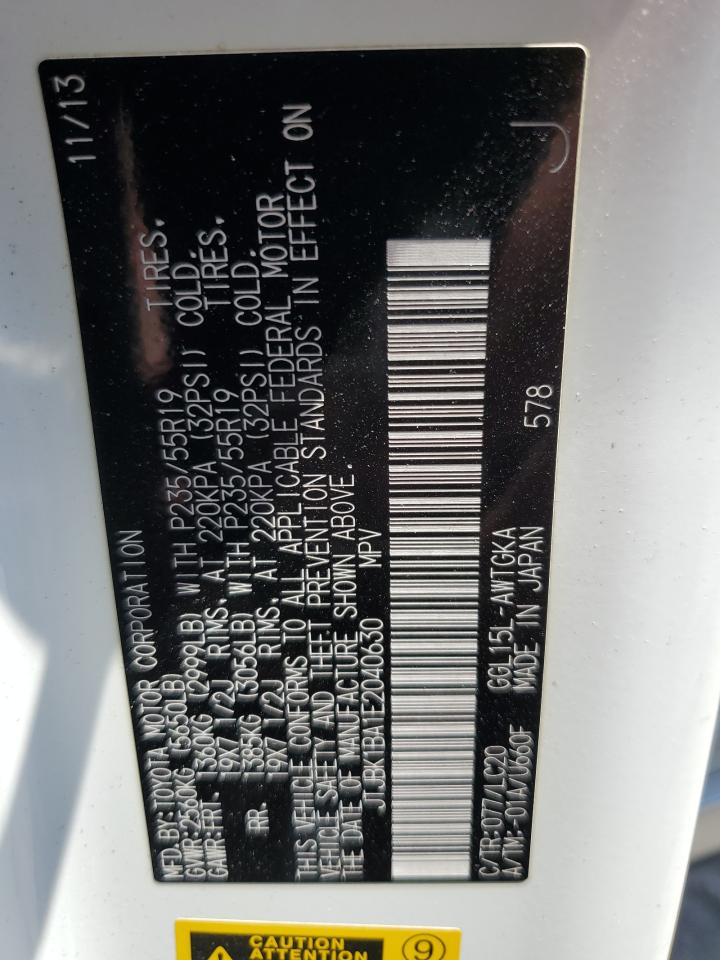 MFD.BY:TOYOTA MOTOR CORPORATION 11/13
GVWR:2560KG (5650LB)
GAWR:FRT. 1360KG (2999LB) WITH P235/55R19 TIRES.
19X7 1/2J RIMS. AT 220KPA (32PSI) COLD.
RR. 1385KG (3056LB) WITH P235/55R19 TIRES.
19X7 1/2J RIMS. AT 220KPA (32PSI) COLD.
THIS VEHICLE CONFORMS TO ALL APPLICABLE FEDERAL MOTOR
VEHICLE SAFETY AND THEFT PREVENTION STANDARDS IN EFFECT ON
THE DATE OF MANUFACTURE SHOWN ABOVE.
JTJBK1BA1E2040630 MPV
C/TR:077/LC20 GGL15L-AWTGKA
A/TM:-01A/U660F MADE IN JAPAN 578 J
CAUTION
ATTENTION
9